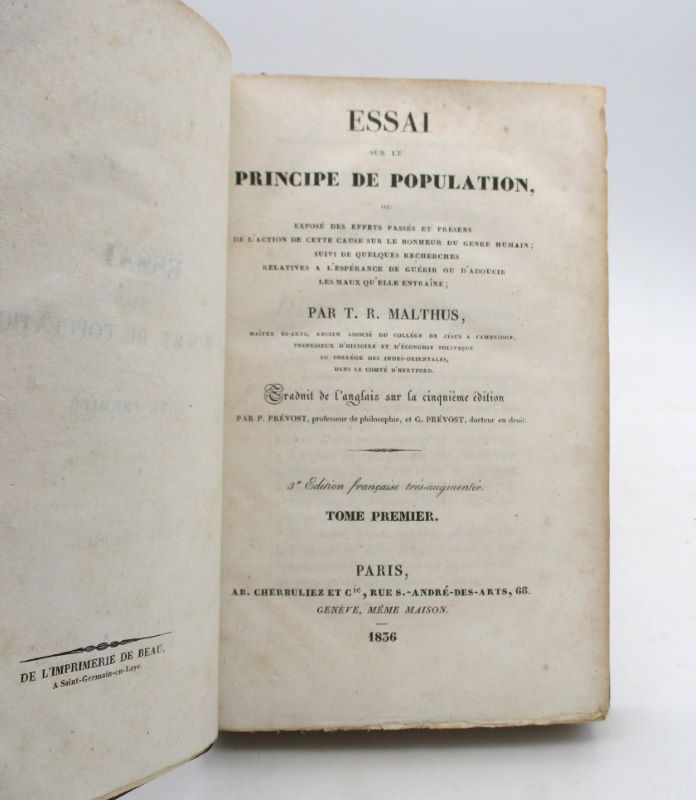 DE L'IMPRIMERIE DE BEAU,
A Saint-Germain-en-Laye.
ESSAI
SUR LE
PRINCIPE DE POPULATION,
OU
EXPOSÉ DES EFFETS PASSÉS ET PRÉSENS
DE L'ACTION DE CETTE CAUSE SUR LE BONHEUR DU GENRE HUMAIN;
SUIVI DE QUELQUES RECHERCHES
RELATIVES A L'ESPÉRANCE DE GUÉRIR OU D'ADOUCIR
LES MAUX QU'ELLE ENTRAÎNE;
PAR T. R. MALTHUS,
MAÎTRE ÈS-ARTS, ANCIEN ASSOCIÉ DU COLLÉGE DE JÉSUS A CAMBRIDGE,
PROFESSEUR D'HISTOIRE ET D'ÉCONOMIE POLITIQUE
AU COLLÉGE DES INDES-ORIENTALES,
DANS LE COMTÉ D'HERTFORD.
Traduit de l'anglais sur la cinquième édition
PAR P. PRÉVOST, professeur de philosophie, et G. PRÉVOST, docteur en droit.
3e Edition française très-augmentée.
TOME PREMIER.
PARIS,
AB. CHERBULIEZ ET Cie, RUE S.-ANDRÉ-DES-ARTS, 68.
GENÈVE, MÊME MAISON.
1836